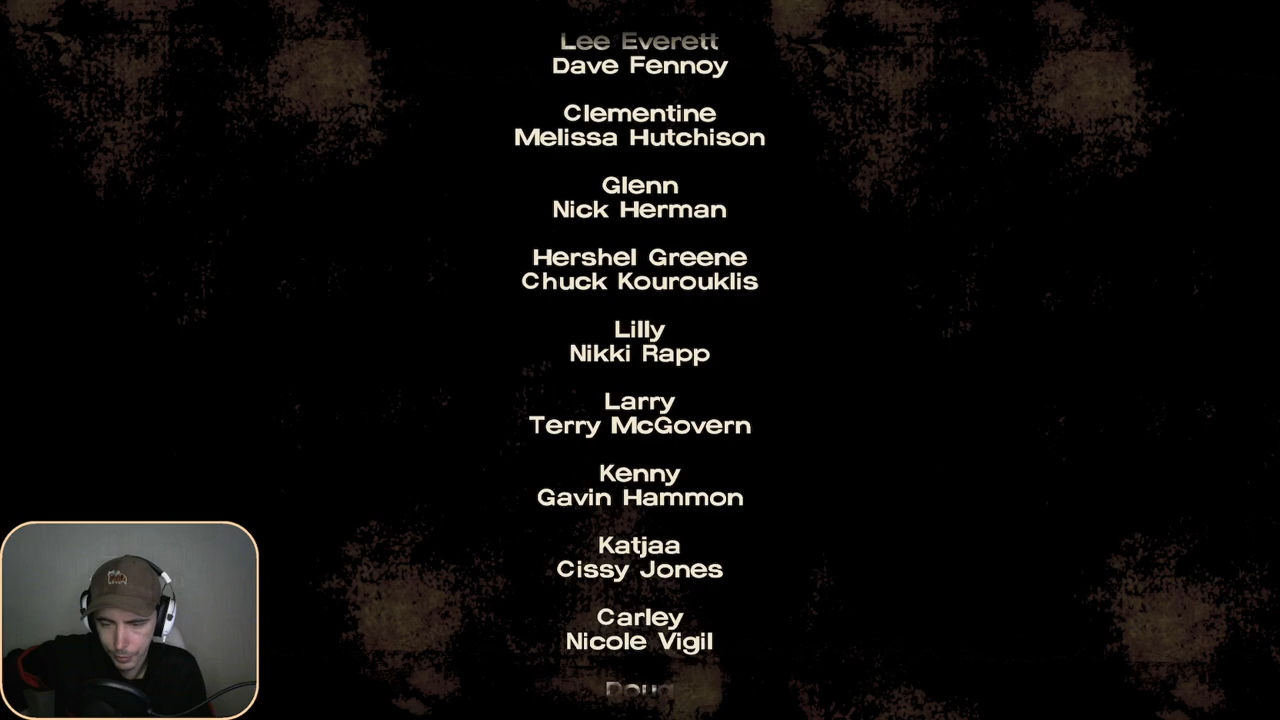 Lee Everett
Dave Fennoy
Clementine
Melissa Hutchison
Glenn
Nick Herman
Hershel Greene
Chuck Kourouklis
Lilly
Nikki Rapp
Larry
Terry McGovern
Kenny
Gavin Hammon
Katjaa
Cissy Jones
Carley
Nicole Vigil
Doug